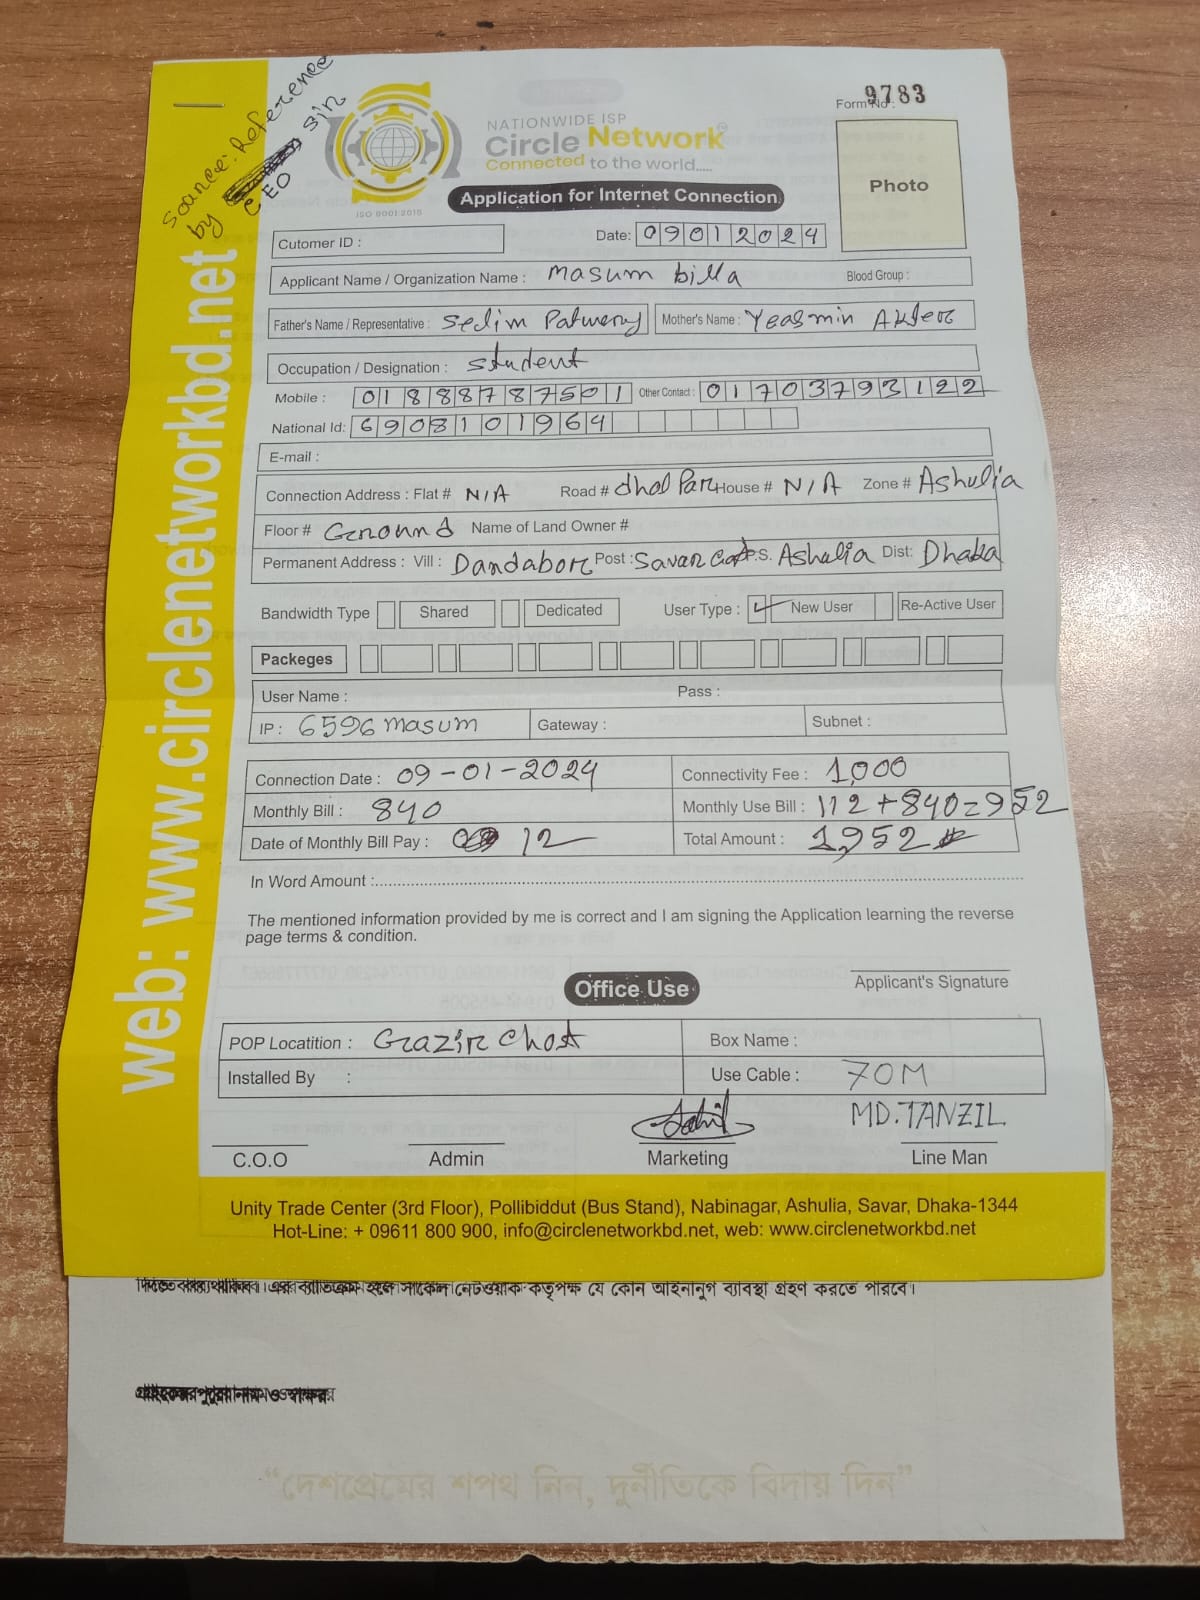 Source: Reference
by CEO sir
Form No : 9783
NATIONWIDE ISP
Circle Network
Connected to the world.....
ISO 9001:2015
Photo
Application for Internet Connection
Cutomer ID :
Date: 09012024
Applicant Name / Organization Name : Masum billa Blood Group :
Father's Name / Representative : Selim Patwary Mother's Name : Yeasmin Akter
Occupation / Designation : student
Mobile : 01888787501 Other Contact : 01703793122
National Id: 6908101964
E-mail :
Connection Address : Flat # N/A Road # dhal Par House # N/A Zone # Ashulia
Floor # Ground Name of Land Owner #
Permanent Address : Vill : Dandabor Post : Savar Cant P.S. Ashulia Dist: Dhaka
Bandwidth Type Shared Dedicated User Type : ✓ New User Re-Active User
Packeges
User Name : Pass :
IP : 6596masum Gateway : Subnet :
Connection Date : 09-01-2024 Connectivity Fee : 1,000
Monthly Bill : 840 Monthly Use Bill : 112+840=952
Date of Monthly Bill Pay : 12 Total Amount : 1,952
In Word Amount :
The mentioned information provided by me is correct and I am signing the Application learning the reverse
page terms & condition.
Applicant's Signature
Office Use
POP Locatition : Gazir Chot Box Name :
Installed By : Use Cable : 70M
MD. TANZIL
C.O.O Admin Marketing Line Man
Unity Trade Center (3rd Floor), Pollibiddut (Bus Stand), Nabinagar, Ashulia, Savar, Dhaka-1344
Hot-Line: + 09611 800 900, info@circlenetworkbd.net, web: www.circlenetworkbd.net
web: www.circlenetworkbd.net
কতৃপক্ষ যে কোন আইনানুগ ব্যাবস্থা গ্রহণ করতে পারবে।
“দেশপ্রেমের শপথ নিন, দুর্নীতিকে বিদায় দিন”